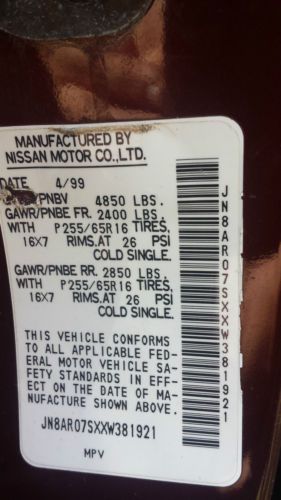 MANUFACTURED BY
NISSAN MOTOR CO.,LTD.
DATE 4/99
/PNBV 4850 LBS.
GAWR/PNBE FR. 2400 LBS.
WITH P255/65R16 TIRES,
16X7 RIMS,AT 26 PSI
COLD SINGLE.
GAWR/PNBE RR. 2850 LBS.
WITH P255/65R16 TIRES,
16X7 RIMS,AT 26 PSI
COLD SINGLE.
THIS VEHICLE CONFORMS
TO ALL APPLICABLE FED-
ERAL MOTOR VEHICLE SA-
FETY STANDARDS IN EFF-
ECT ON THE DATE OF MA-
NUFACTURE SHOWN ABOVE.
JN8AR07SXXW381921
MPV
JN8AR07SXXW381921